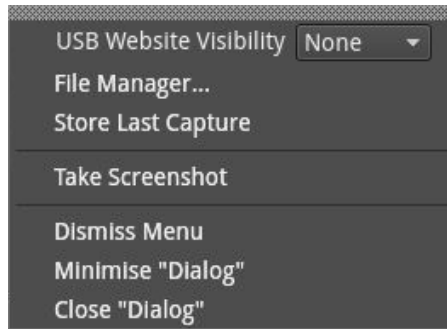 USB Website Visibility None
File Manager...
Store Last Capture
Take Screenshot
Dismiss Menu
Minimise "Dialog"
Close "Dialog"